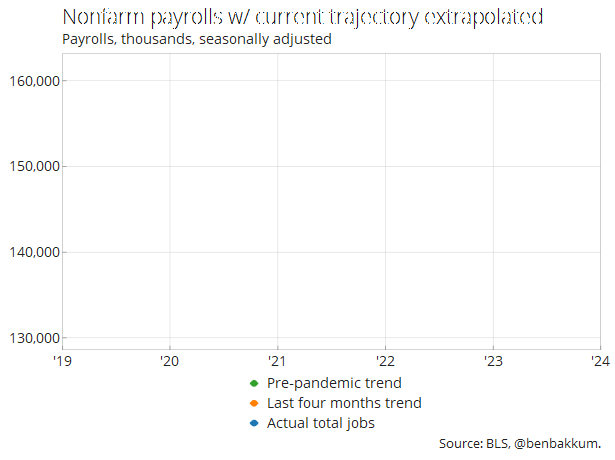 Nonfarm payrolls w/ current trajectory extrapolated
Payrolls, thousands, seasonally adjusted
160,000
150,000
140,000
130,000
'19 '20 '21 '22 '23 '24
Pre-pandemic trend
Last four months trend
Actual total jobs
Source: BLS, @benbakkum.